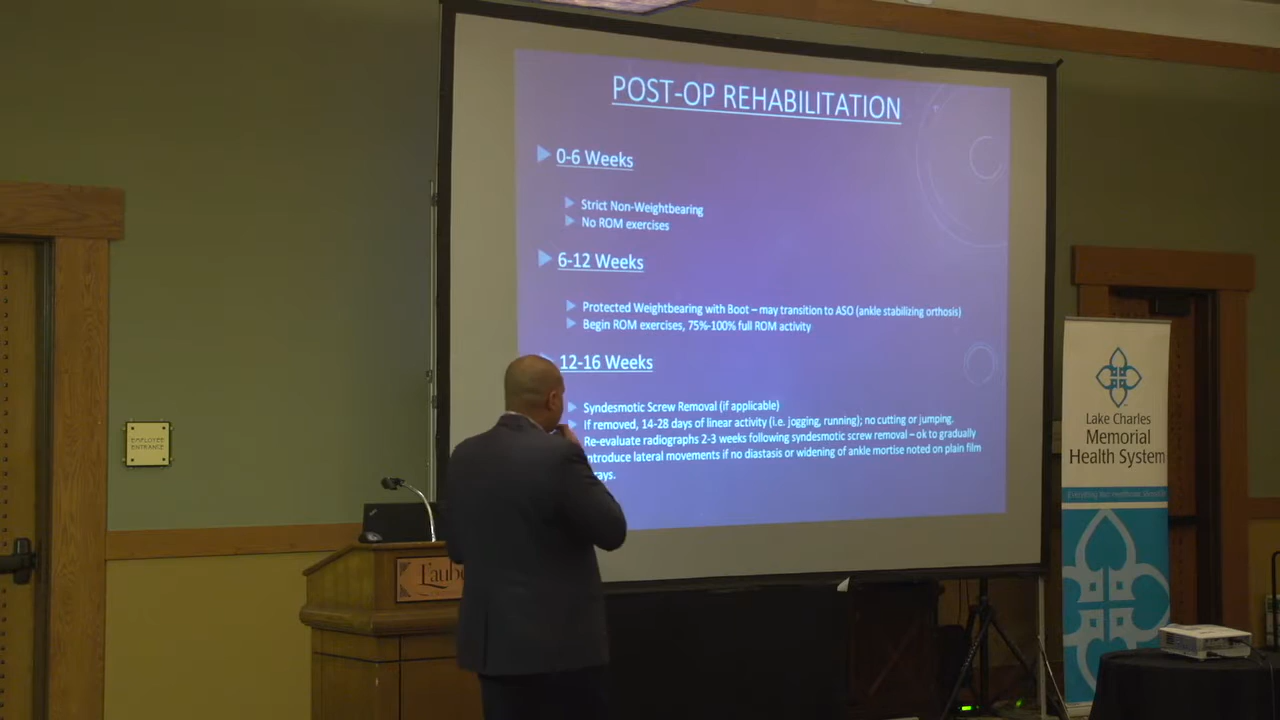 POST-OP REHABILITATION
0-6 Weeks
Strict Non-Weightbearing
No ROM exercises
6-12 Weeks
Protected Weightbearing with Boot – may transition to ASO (ankle stabilizing orthosis)
Begin ROM exercises, 75%-100% full ROM activity
12-16 Weeks
Syndesmotic Screw Removal (if applicable)
If removed, 14-28 days of linear activity (i.e. jogging, running); no cutting or jumping.
Re-evaluate radiographs 2-3 weeks following syndesmotic screw removal – ok to gradually
ntroduce lateral movements if no diastasis or widening of ankle mortise noted on plain film
rays.
EMPLOYEE
ENTRANCE
L'aube
Lake Charles
Memorial
Health System